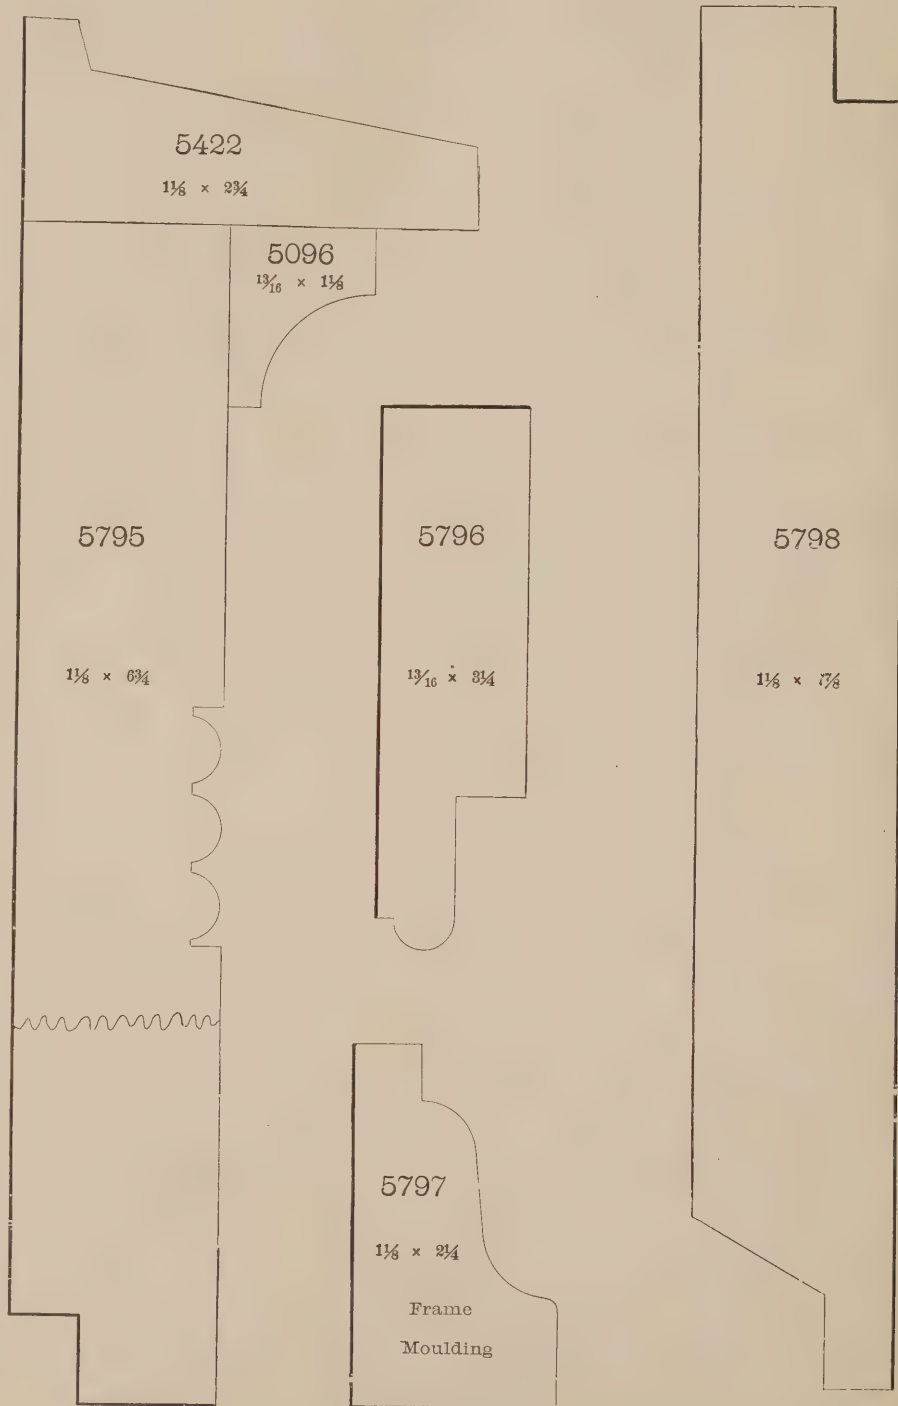 5422
1⅛ × 2¾
5096
13/16 × 1⅛
5795
1⅛ × 6¾
5796
13/16 × 3¼
5798
1⅛ × 7⅞
5797
1⅛ × 2¼
Frame
Moulding